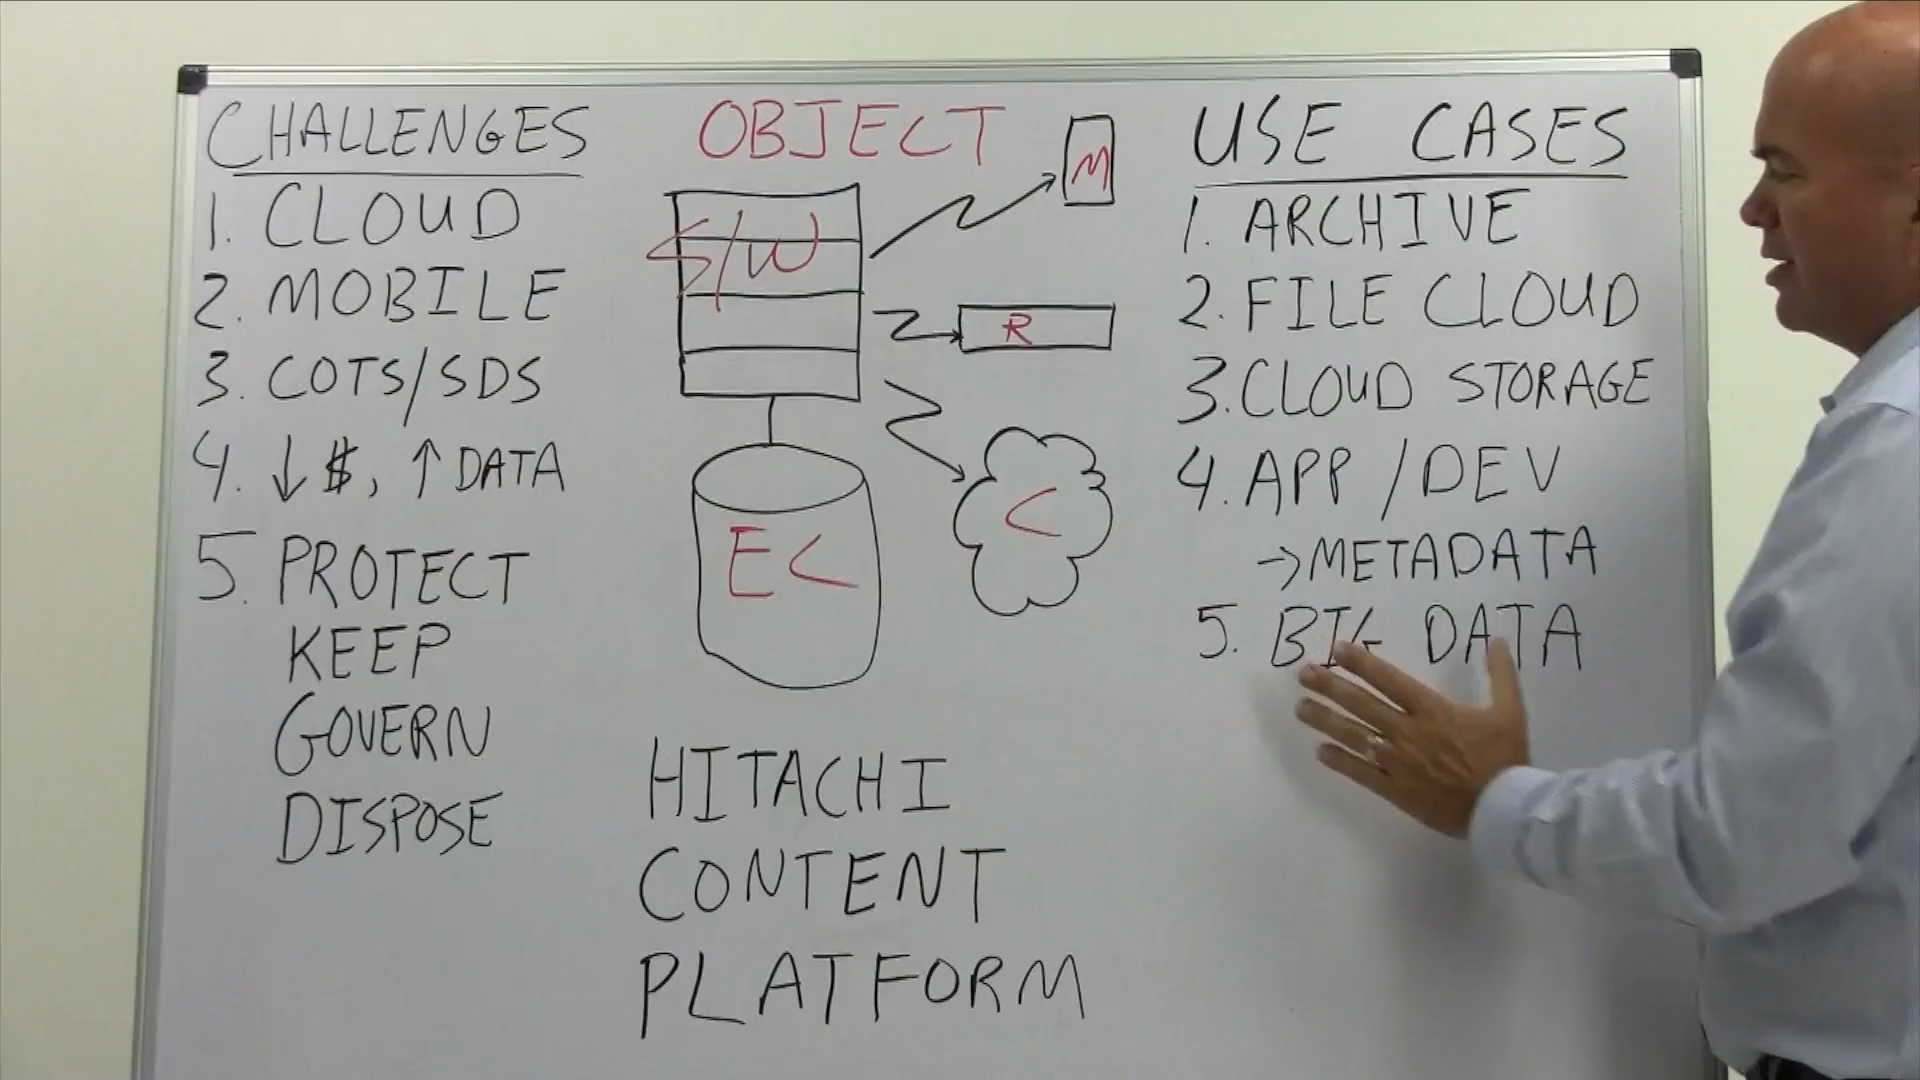 CHALLENGES
1. CLOUD
2. MOBILE
3. COTS/SDS
4. ↓ $, ↑ DATA
5. PROTECT
KEEP
GOVERN
DISPOSE
OBJECT
S/W
M
R
C
EC
HITACHI
CONTENT
PLATFORM
USE CASES
1. ARCHIVE
2. FILE CLOUD
3. CLOUD STORAGE
4. APP/DEV
→METADATA
5. BIG DATA